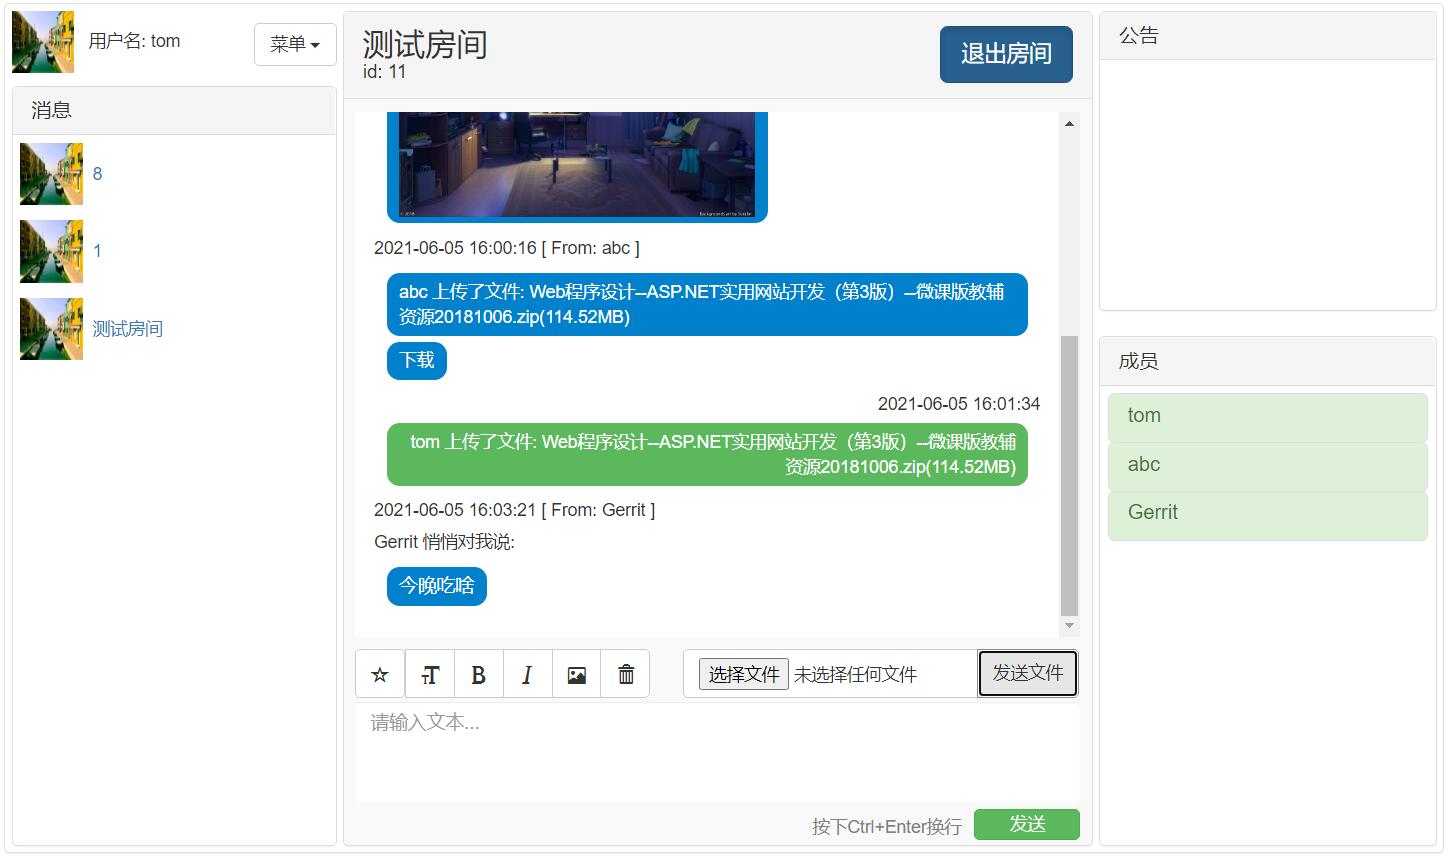 用户名: tom
菜单
消息
8
1
测试房间
测试房间
id: 11
退出房间
2021-06-05 16:00:16 [ From: abc ]
abc 上传了文件: Web程序设计--ASP.NET实用网站开发（第3版）--微课版教辅
资源20181006.zip(114.52MB)
下载
2021-06-05 16:01:34
tom 上传了文件: Web程序设计--ASP.NET实用网站开发（第3版）--微课版教辅
资源20181006.zip(114.52MB)
2021-06-05 16:03:21 [ From: Gerrit ]
Gerrit 悄悄对我说:
今晚吃啥
选择文件 未选择任何文件
发送文件
请输入文本...
按下Ctrl+Enter换行
发送
公告
成员
tom
abc
Gerrit